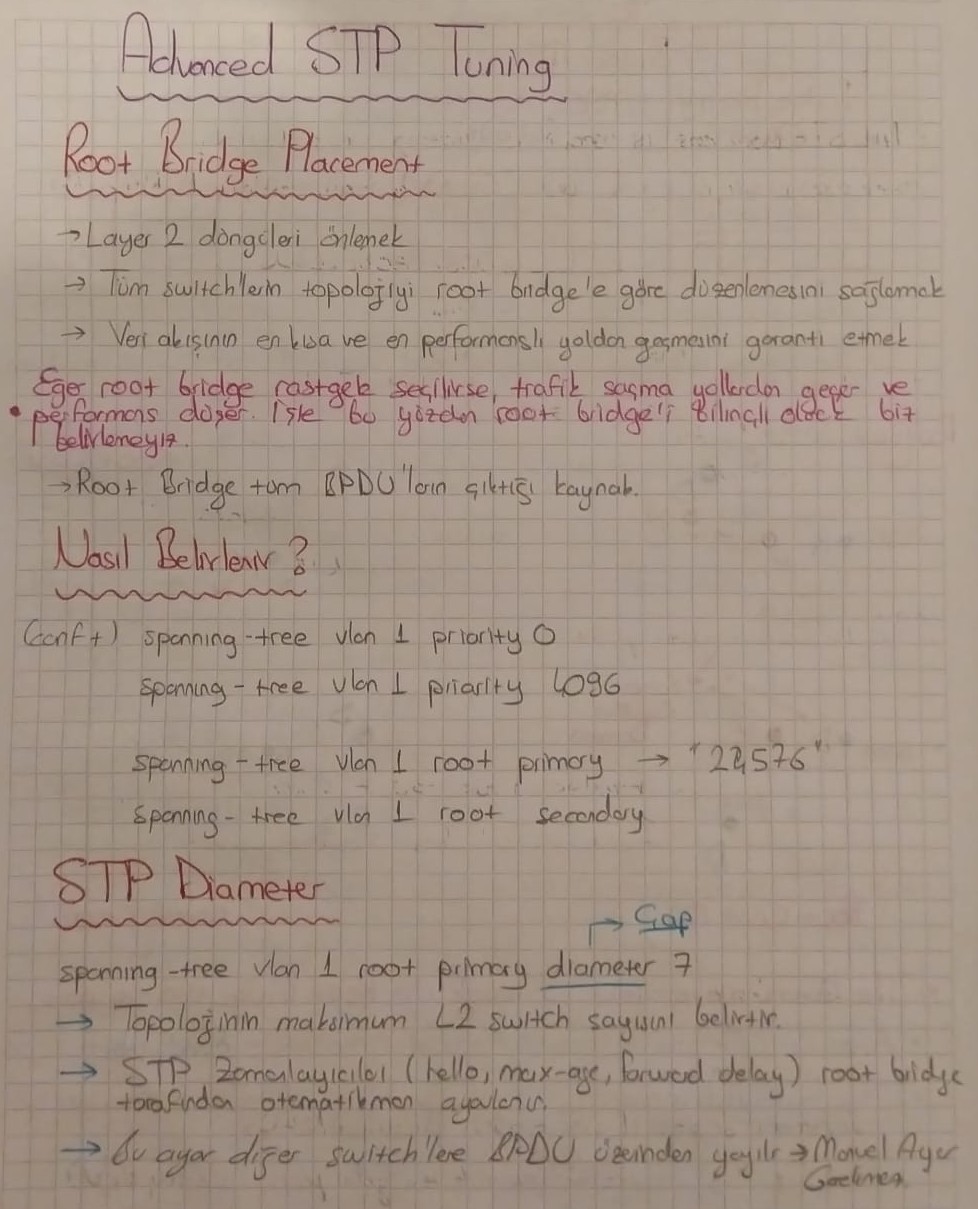 Advanced STP Tuning
Root Bridge Placement
→ Layer 2 döngüleri önlemek
→ Tüm switch'lerin topolojiyi root bridge'e göre düzenlemesini sağlamak
→ Veri akışının en kısa ve en performanslı yoldan geçmesini garanti etmek
Eğer root bridge rastgele seçilirse, trafik saçma yollardan geçer ve
• performans düşer. İşte bu yüzden root bridge'i bilinçli olarak biz
belirlemeyiz.
→ Root Bridge tüm BPDU'ların çıktığı kaynak.
Nasıl Belirlenir?
(conf t) spanning-tree vlan 1 priority 0
spanning-tree vlan 1 priority 4096
spanning-tree vlan 1 root primary → "24,576"
spanning-tree vlan 1 root secondary
STP Diameter
→ Çap
spanning-tree vlan 1 root primary diameter 7
→ Topolojinin maksimum L2 switch sayısını belirtir.
→ STP Zamanlayıcıları (hello, max-age, forward delay) root bridge
tarafından otomatikman ayarlanır.
→ Bu ayar diğer switch'lere BPDU üzerinden yayılır → Manuel Ayar
Gerekmez